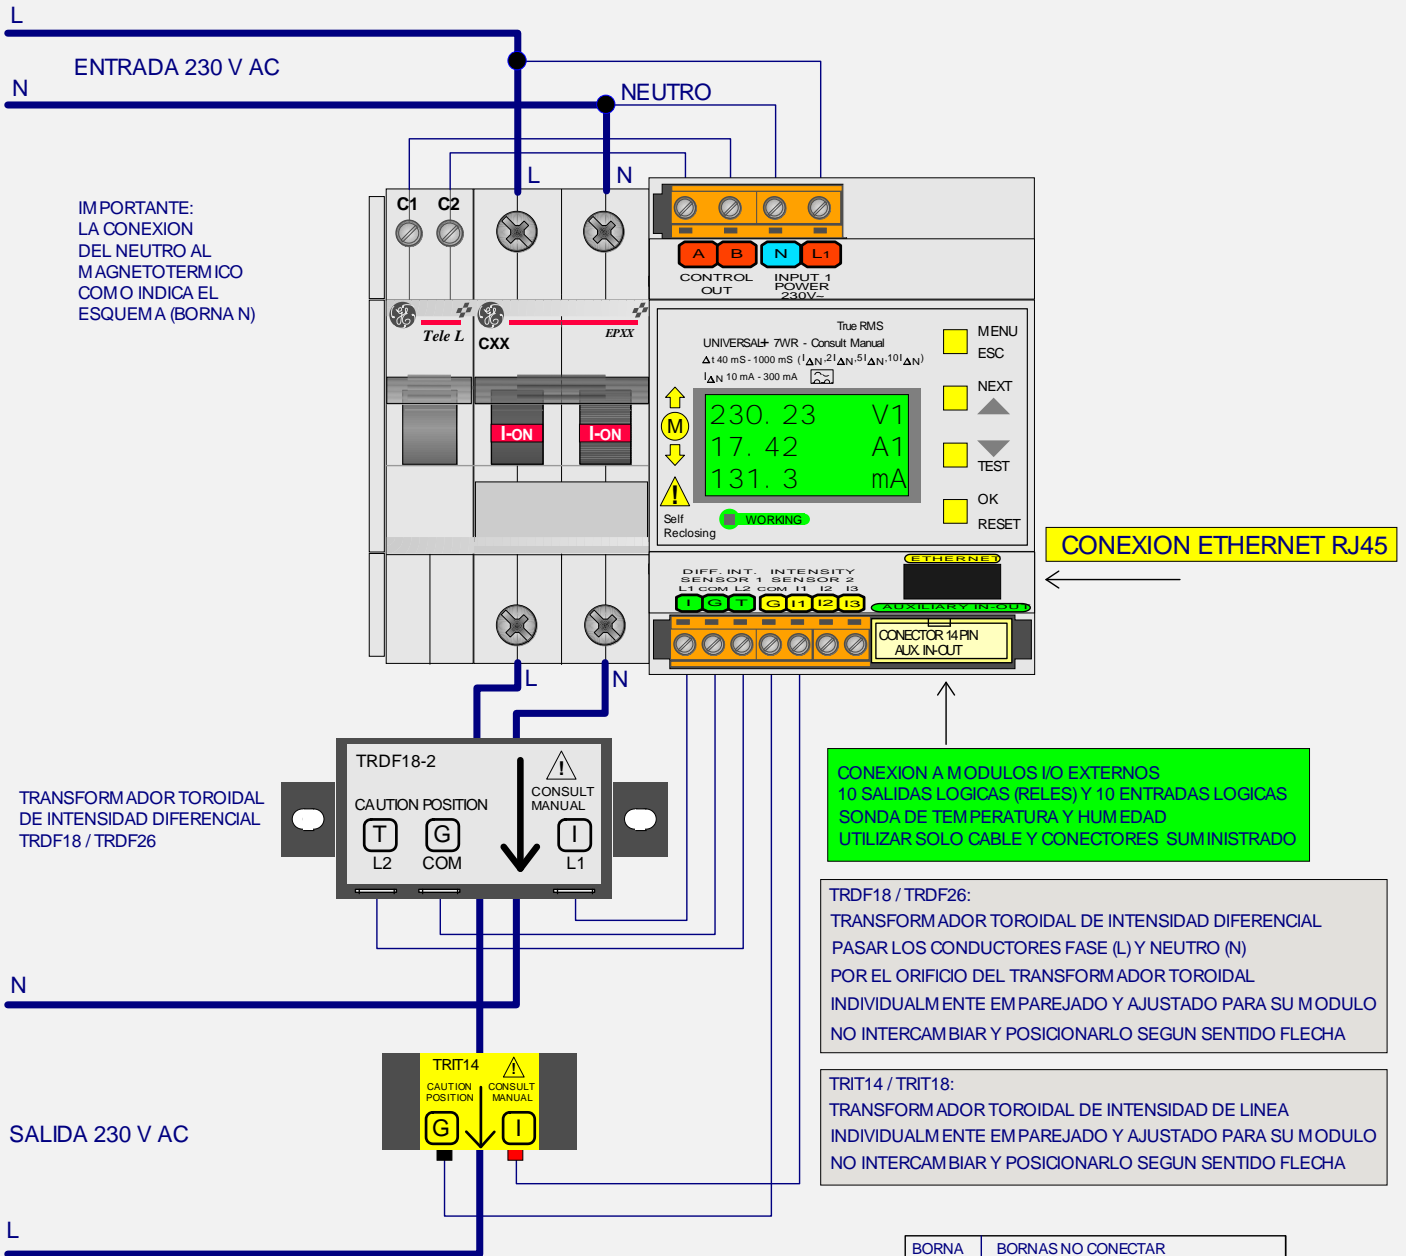 L
ENTRADA 230 V AC
N
NEUTRO
L
N
IMPORTANTE:
LA CONEXION
DEL NEUTRO AL
MAGNETOTERMICO
COMO INDICA EL
ESQUEMA (BORNA N)
C1 C2
A B N L1
CONTROL OUT
INPUT 1
POWER
230V~
Tele L
CXX
EPXX
True RMS
UNIVERSAL+ 7WR - Consult Manual
Δt 40 mS - 1000 mS (IΔN,2IΔN,5IΔN,10IΔN)
IΔN 10 mA - 300 mA
MENU
ESC
NEXT
TEST
OK
RESET
I-ON
I-ON
M
230.23 V1
17.42 A1
131.3 mA
Self
Reclosing
WORKING
CONEXION ETHERNET RJ45
ETHERNET
DIFF. INT. INTENSITY
SENSOR 1 SENSOR 2
L1 COM L2 COM I1 I2 I3
I G T G I1 I2 I3
AUXILIARY IN-OUT
CONECTOR 14 PIN
AUX. IN-OUT
L
N
TRDF18-2
CONSULT
MANUAL
CAUTION POSITION
T G I
L2 COM L1
TRANSFORMADOR TOROIDAL
DE INTENSIDAD DIFERENCIAL
TRDF18 / TRDF26
CONEXION A MODULOS I/O EXTERNOS
10 SALIDAS LOGICAS (RELES) Y 10 ENTRADAS LOGICAS
SONDA DE TEMPERATURA Y HUMEDAD
UTILIZAR SOLO CABLE Y CONECTORES SUMINISTRADO
TRDF18 / TRDF26:
TRANSFORMADOR TOROIDAL DE INTENSIDAD DIFERENCIAL
PASAR LOS CONDUCTORES FASE (L) Y NEUTRO (N)
POR EL ORIFICIO DEL TRANSFORMADOR TOROIDAL
INDIVIDUALMENTE EMPAREJADO Y AJUSTADO PARA SU MODULO
NO INTERCAMBIAR Y POSICIONARLO SEGUN SENTIDO FLECHA
N
TRIT14
CAUTION
POSITION
CONSULT
MANUAL
G I
TRIT14 / TRIT18:
TRANSFORMADOR TOROIDAL DE INTENSIDAD DE LINEA
INDIVIDUALMENTE EMPAREJADO Y AJUSTADO PARA SU MODULO
NO INTERCAMBIAR Y POSICIONARLO SEGUN SENTIDO FLECHA
SALIDA 230 V AC
L
BORNA BORNAS NO CONECTAR